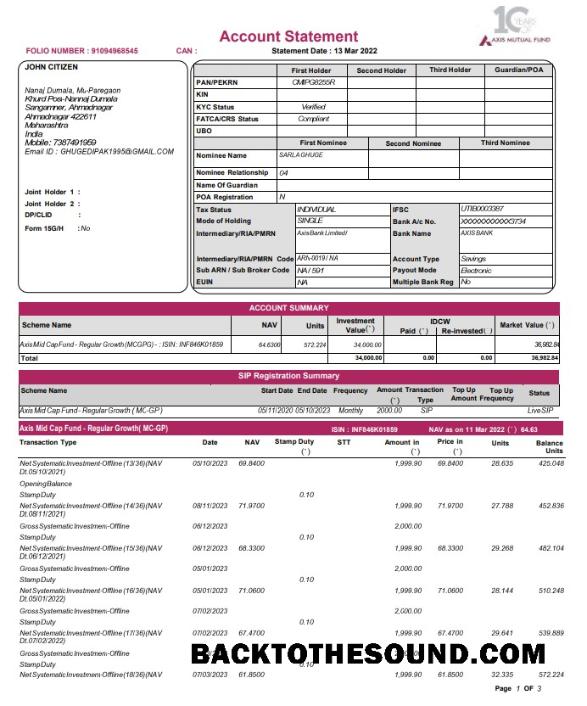 10 YEARS OF
AXIS MUTUAL FUND
Account Statement
FOLIO NUMBER : 91094968545 CAN : Statement Date : 13 Mar 2022
JOHN CITIZEN
Nanaj Dumala, Mu-Paregaon
Khurd Pos-Nannaj Dumala
Sangamner, Ahmadnagar
Ahmadnagar 422611
Maharashtra
India
Mobile: 7387491959
Email ID : GHUGEDIPAK1995@GMAIL.COM
Joint Holder 1 :
Joint Holder 2 :
DP/CLID :
Form 15G/H : No
First Holder Second Holder Third Holder Guardian/POA
PAN/PEKRN CMIPG8255R
KIN
KYC Status Verified
FATCA/CRS Status Compliant
UBO
First Nominee Second Nominee Third Nominee
Nominee Name SARLAGHUGE
Nominee Relationship 04
Name Of Guardian
POA Registration N
Tax Status INDIVIDUAL IFSC UTIB0003387
Mode of Holding SINGLE Bank A/c No. XXXXXXXXXXX3734
Intermediary/RIA/PMRN AxisBank Limited/ Bank Name AXIS BANK
Intermediary/RIA/PMRN Code ARN-0019/ NA Account Type Savings
Sub ARN / Sub Broker Code NA / 591 Payout Mode Electronic
EUIN NA Multiple Bank Reg No
ACCOUNT SUMMARY
Scheme Name NAV Units Investment Value(`) IDCW Paid (`) Re-invested(`) Market Value (`)
Axis Mid Cap Fund - Regular Growth (MCGPG) - : ISIN: INF846K01859 64.6300 572.224 34,000.00 36,982.84
Total 34,000.00 0.00 0.00 36,982.84
SIP Registration Summary
Scheme Name Start Date End Date Frequency Amount (`) Transaction Type Top Up Amount Top Up Frequency Status
Axis Mid Cap Fund - Regular Growth ( MC-GP) 05/11/2020 05/10/2023 Monthly 2000.00 SIP Live SIP
Axis Mid Cap Fund - Regular Growth( MC-GP) ISIN : INF846K01859 NAV as on 11 Mar 2022 (`) 64.63
Transaction Type Date NAV Stamp Duty (`) STT Amount in (`) Price in (`) Units Balance Units
Net Systematic Investment-Offline (13/36) (NAV 05/10/2023 69.8400 1,999.90 69.8400 28.635 425.048
Dt.05/10/2021)
Opening Balance
Stamp Duty 0.10
Net Systematic Investment-Offline (14/36) (NAV 08/11/2023 71.9700 1,999.90 71.9700 27.788 452.836
Dt.08/11/2021)
Gross Systematic Investmen-Offline 06/12/2023 2,000.00
Stamp Duty 0.10
Net Systematic Investment-Offline (15/36) (NAV 06/12/2023 68.3300 1,999.90 68.3300 29.268 482.104
Dt.06/12/2021)
Gross Systematic Investmen-Offline 05/01/2023 2,000.00
Stamp Duty 0.10
Net Systematic Investment-Offline (16/36) (NAV 05/01/2023 71.0600 1,999.90 71.0600 28.144 510.248
Dt.05/01/2022)
Gross Systematic Investmen-Offline 07/02/2023 2,000.00
Stamp Duty 0.10
Net Systematic Investment-Offline (17/36) (NAV 07/02/2023 67.4700 1,999.90 67.4700 29.641 539.889
Dt.07/02/2022)
BACKTOTHESOUND.COM
Stamp Duty 0.10
Net Systematic Investment-Offline (18/36) (NAV 07/03/2023 61.8500 1,999.90 61.8500 32.335 572.224
Page 1 OF 3